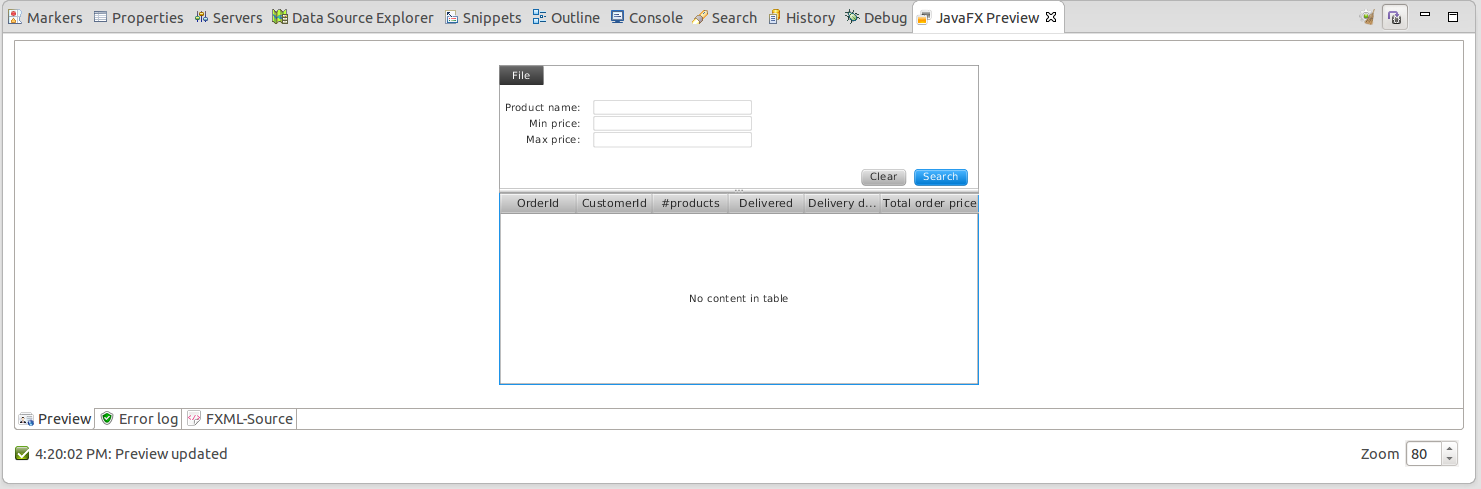 Markers Properties Servers Data Source Explorer Snippets Outline Console Search History Debug JavaFX Preview
File
Product name:
Min price:
Max price:
Clear Search
OrderId CustomerId #products Delivered Delivery d... Total order price
No content in table
Preview Error log FXML-Source
4:20:02 PM: Preview updated Zoom 80